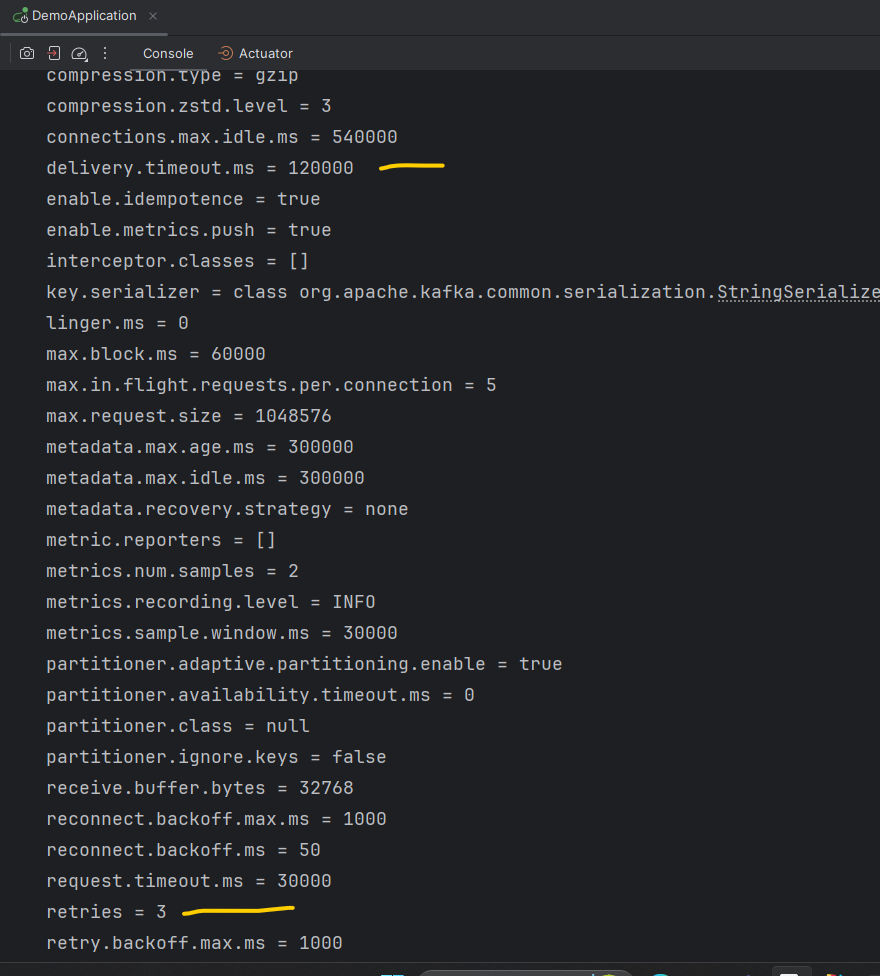 DemoApplication
Console Actuator
compression.type = gzip
compression.zstd.level = 3
connections.max.idle.ms = 540000
delivery.timeout.ms = 120000
enable.idempotence = true
enable.metrics.push = true
interceptor.classes = []
key.serializer = class org.apache.kafka.common.serialization.StringSerialize
linger.ms = 0
max.block.ms = 60000
max.in.flight.requests.per.connection = 5
max.request.size = 1048576
metadata.max.age.ms = 300000
metadata.max.idle.ms = 300000
metadata.recovery.strategy = none
metric.reporters = []
metrics.num.samples = 2
metrics.recording.level = INFO
metrics.sample.window.ms = 30000
partitioner.adaptive.partitioning.enable = true
partitioner.availability.timeout.ms = 0
partitioner.class = null
partitioner.ignore.keys = false
receive.buffer.bytes = 32768
reconnect.backoff.max.ms = 1000
reconnect.backoff.ms = 50
request.timeout.ms = 30000
retries = 3
retry.backoff.max.ms = 1000